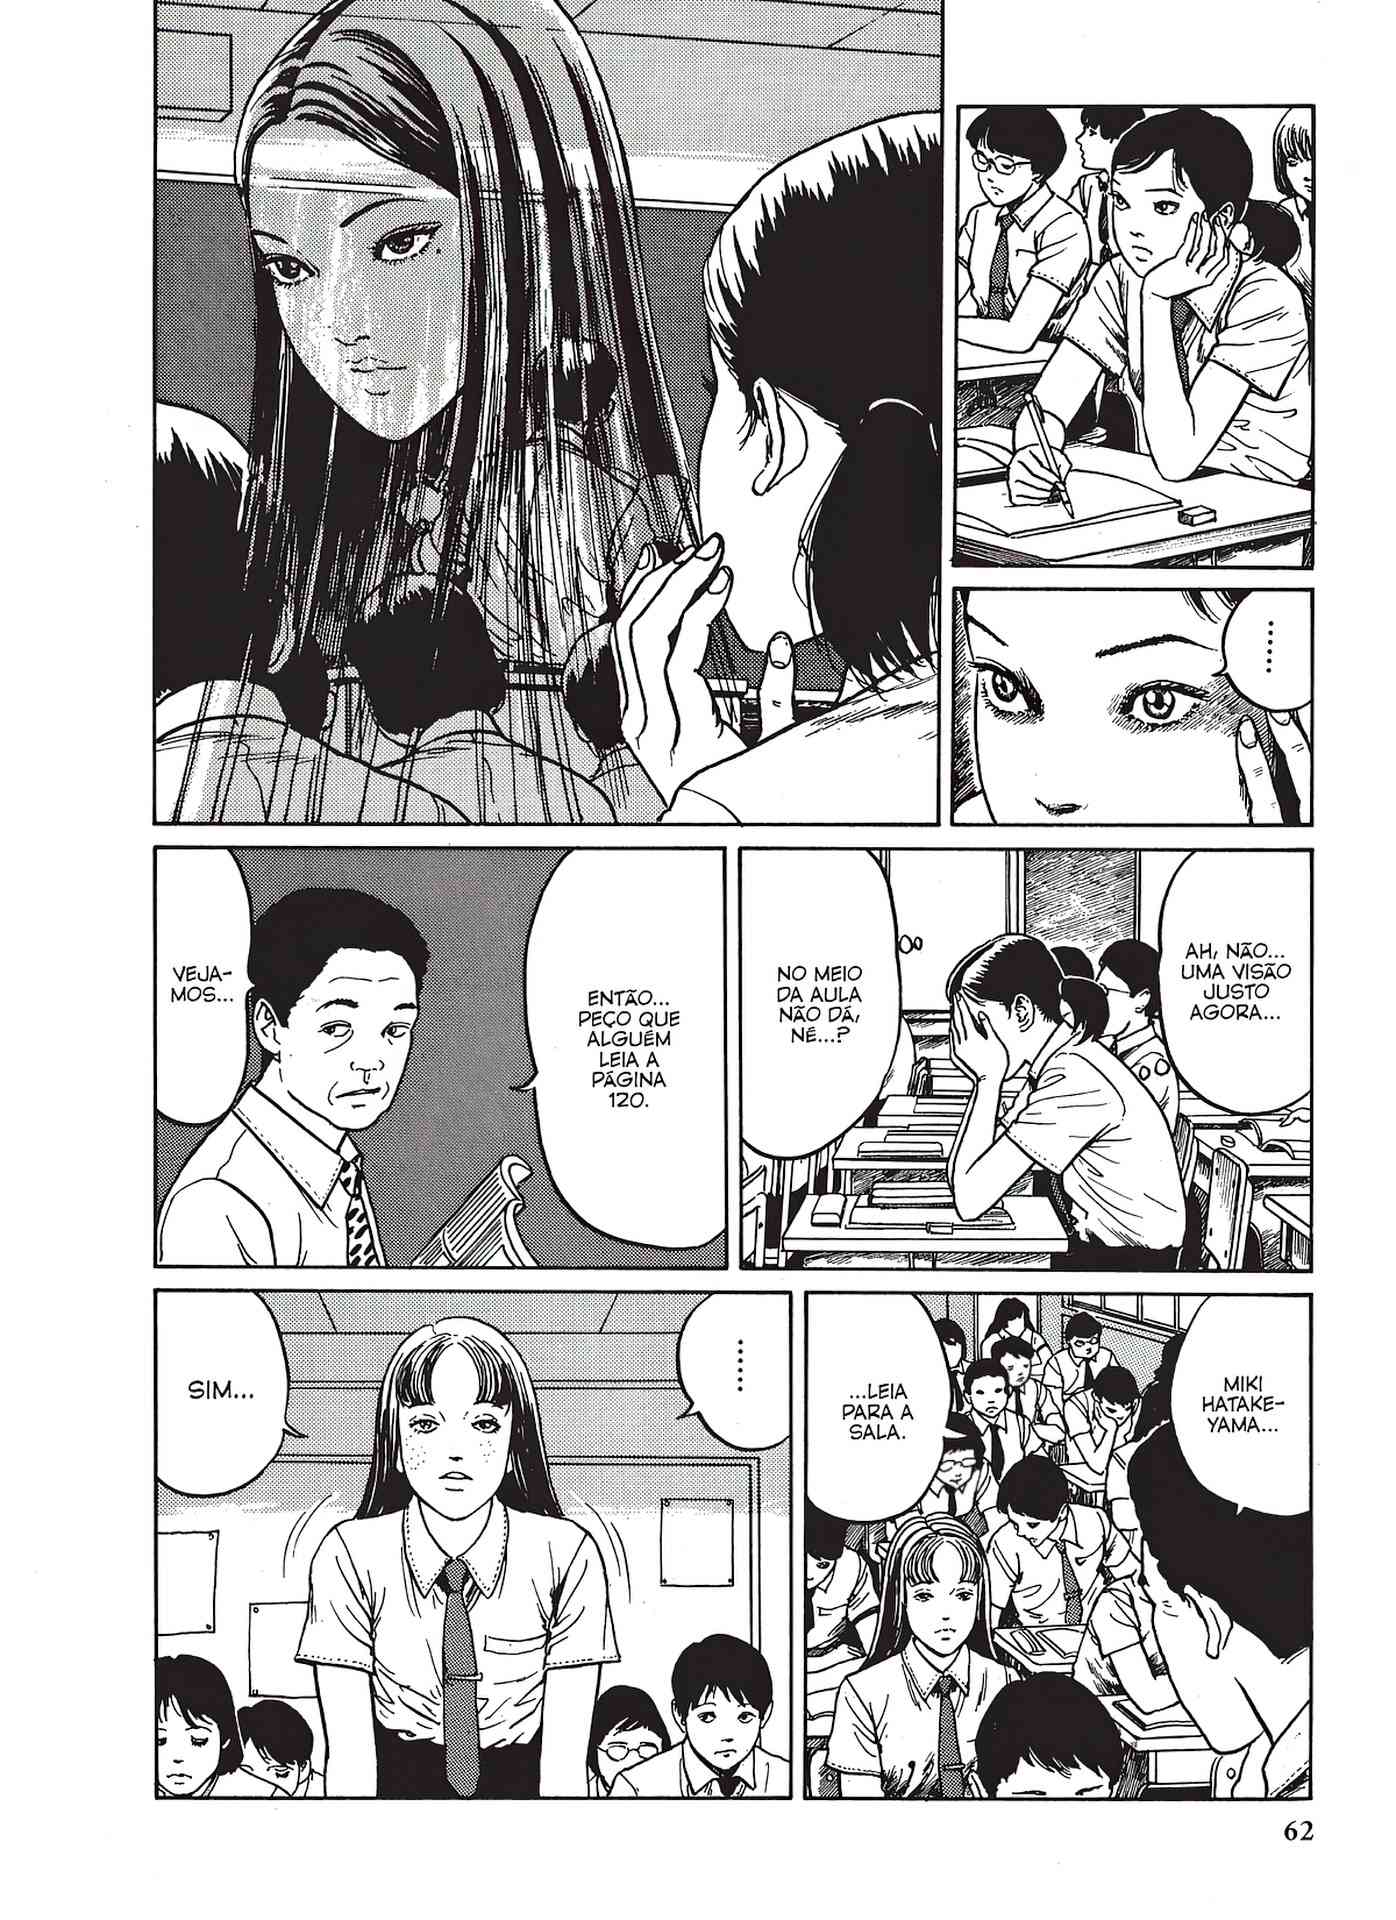 ......
AH, NÃO...
UMA VISÃO
JUSTO
AGORA...
NO MEIO
DA AULA
NÃO DÁ,
NÉ...?
ENTÃO...
PEÇO QUE
ALGUÉM
LEIA A
PÁGINA
120.
VEJA-
MOS...
MIKI
HATAKE-
YAMA...
...LEIA
PARA A
SALA.
......
SIM...
62